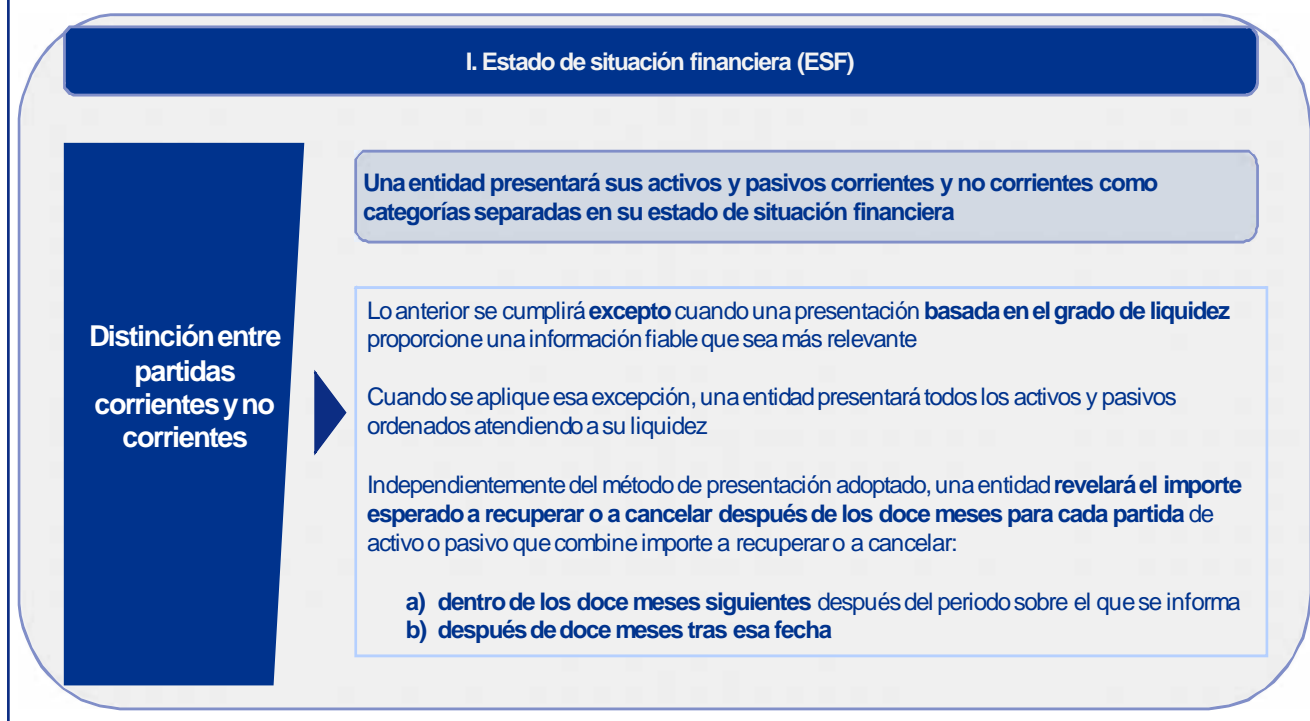 I. Estado de situación financiera (ESF)
Distinción entre
partidas
corrientes y no
corrientes
Una entidad presentará sus activos y pasivos corrientes y no corrientes como
categorías separadas en su estado de situación financiera
Lo anterior se cumplirá excepto cuando una presentación basada en el grado de liquidez
proporcione una información fiable que sea más relevante
Cuando se aplique esa excepción, una entidad presentará todos los activos y pasivos
ordenados atendiendo a su liquidez
Independientemente del método de presentación adoptado, una entidad revelará el importe
esperado a recuperar o a cancelar después de los doce meses para cada partida de
activo o pasivo que combine importe a recuperar o a cancelar:
a) dentro de los doce meses siguientes después del periodo sobre el que se informa
b) después de doce meses tras esa fecha